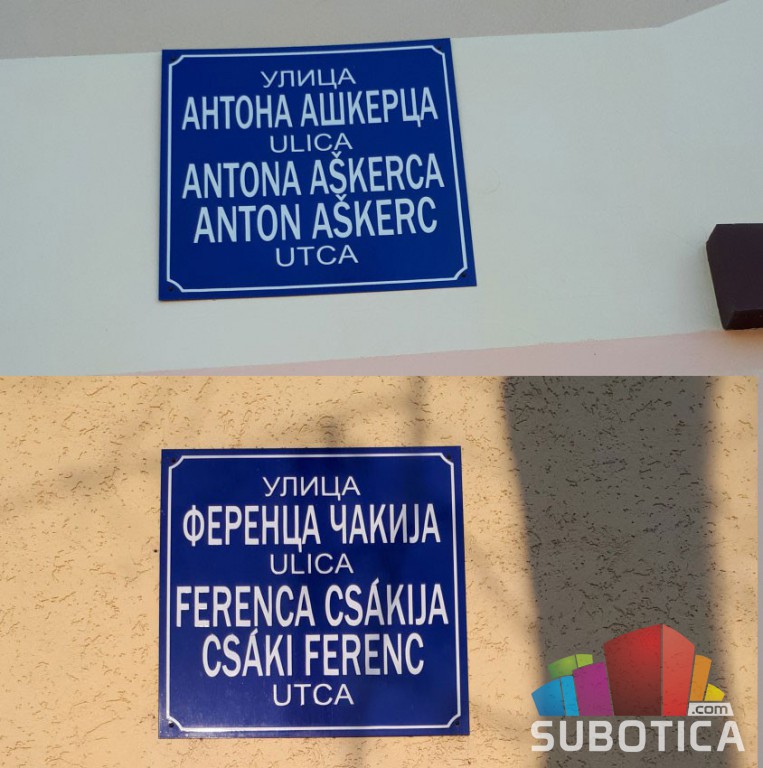 УЛИЦА
АНТОНА АШКЕРЦА
ULICA
ANTONA AŠKERCA
ANTON AŠKERC
UTCA
УЛИЦА
ФЕРЕНЦА ЧАКИЈА
ULICA
FERENCA CSÁKIJA
CSÁKI FERENC
UTCA
.com
SUBOTICA